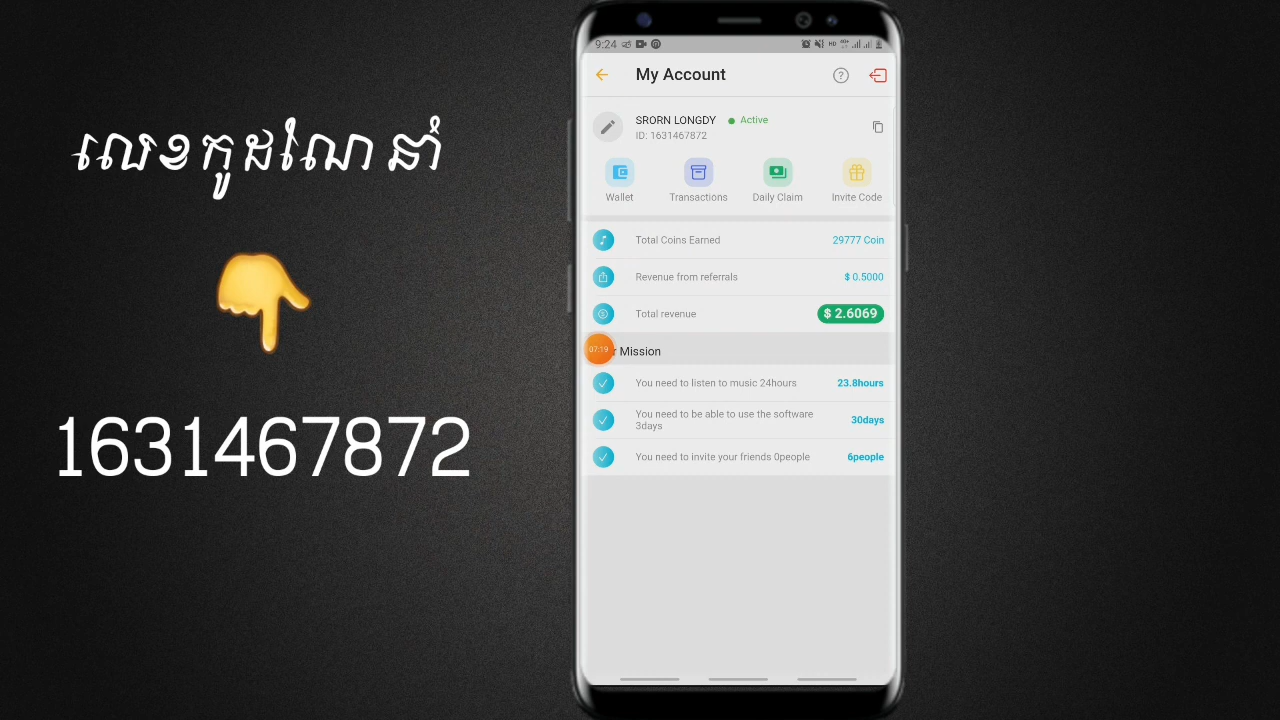 លេខកូដណែនាំ
1631467872
9:24
HD
My Account
SRORN LONGDY
Active
ID: 1631467872
Wallet
Transactions
Daily Claim
Invite Code
Total Coins Earned
29777 Coin
Revenue from referrals
$ 0.5000
Total revenue
$ 2.6069
07:19
Mission
You need to listen to music 24hours
23.8hours
You need to be able to use the software
3days
30days
You need to invite your friends 0people
6people